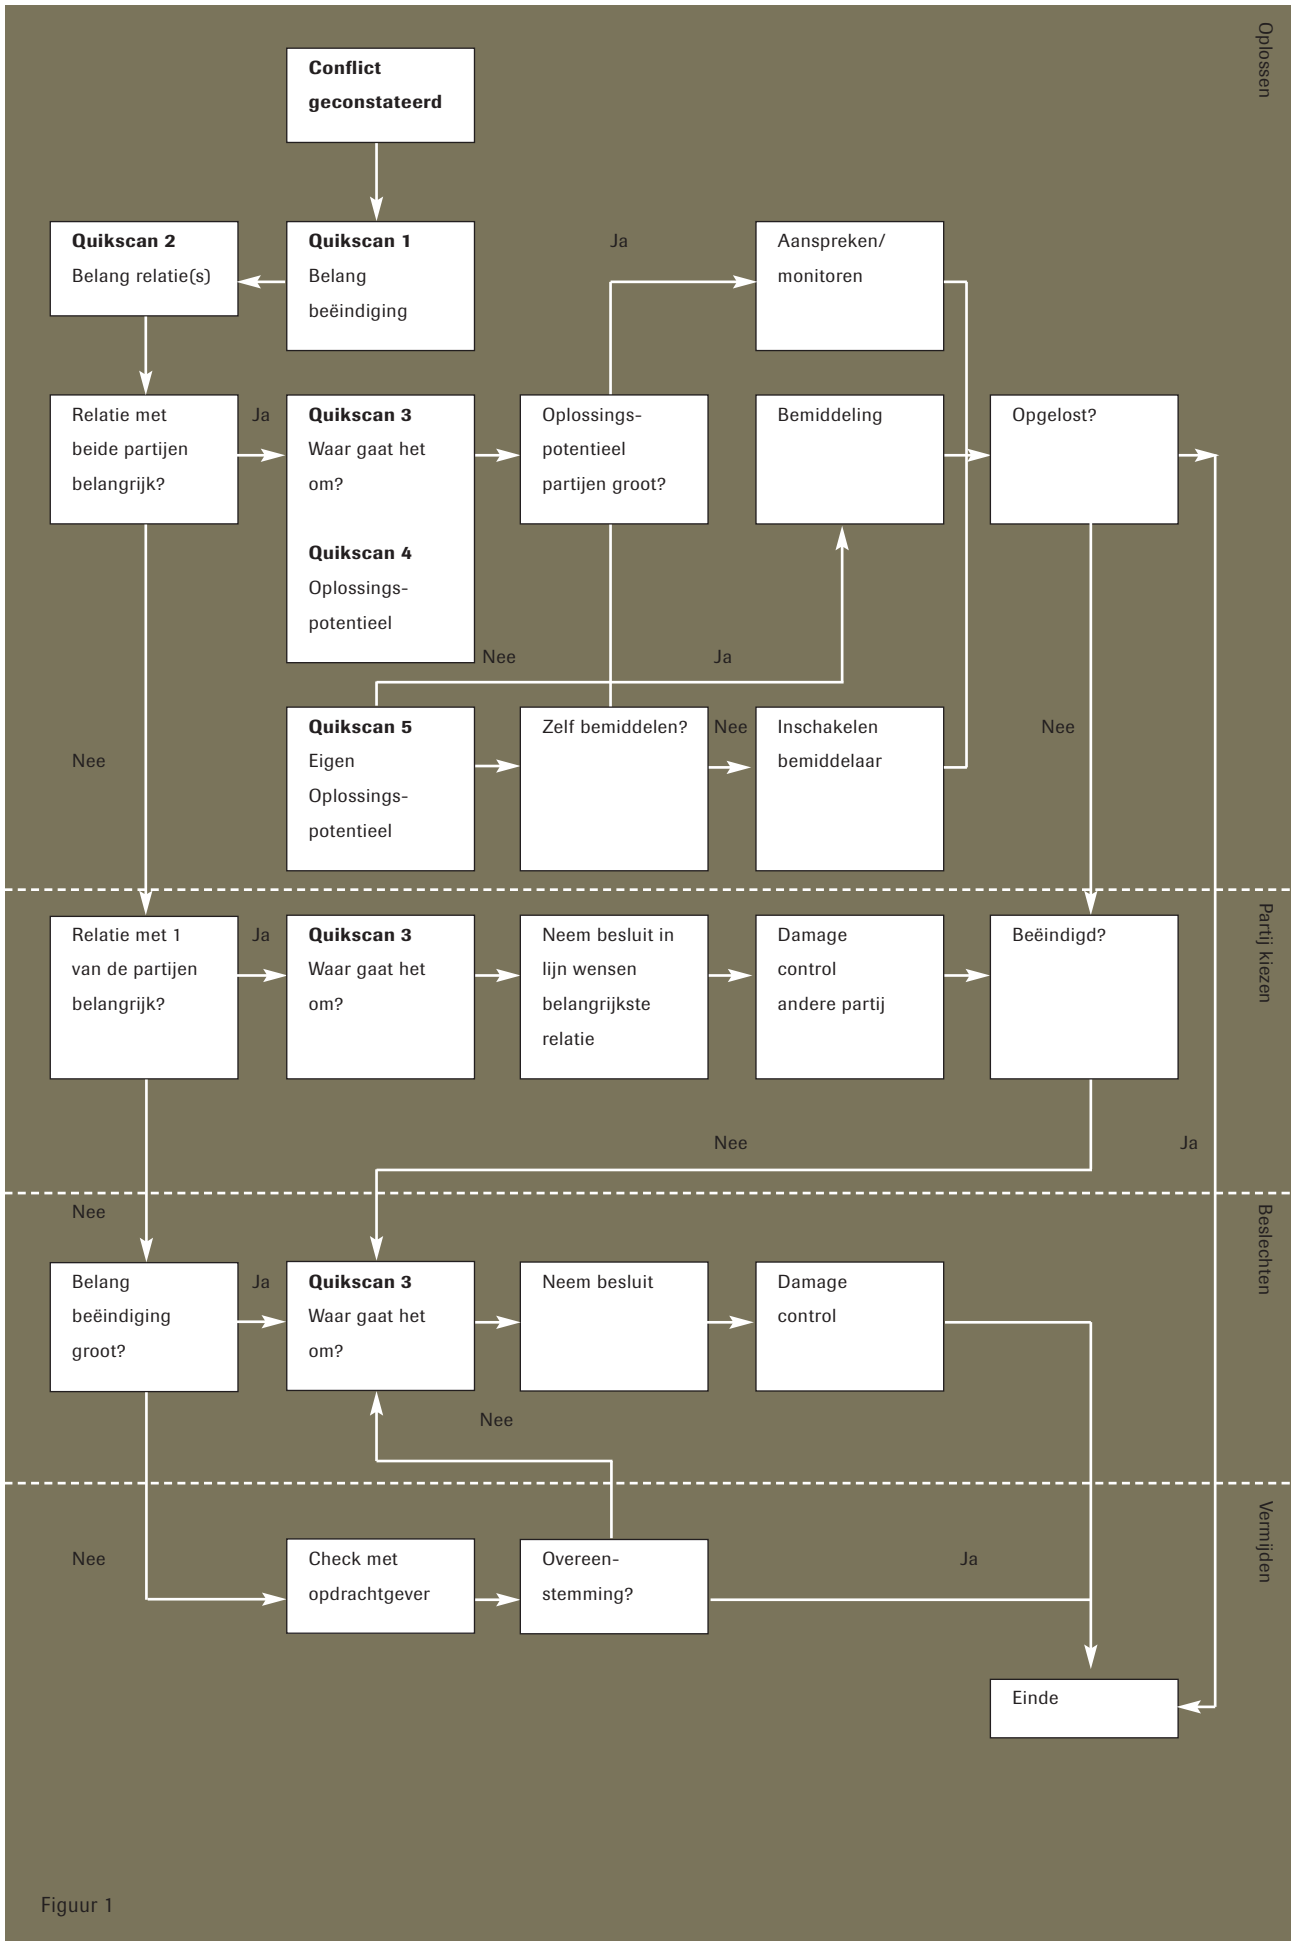 Oplossen
Conflict
geconstateerd
Quikscan 2
Belang relatie(s)
Quikscan 1
Belang
beëindiging
Ja
Aanspreken/
monitoren
Relatie met
beide partijen
belangrijk?
Ja
Quikscan 3
Waar gaat het
om?
Quikscan 4
Oplossings-
potentieel
Oplossings-
potentieel
partijen groot?
Bemiddeling
Opgelost?
Nee
Ja
Nee
Quikscan 5
Eigen
Oplossings-
potentieel
Zelf bemiddelen?
Nee
Inschakelen
bemiddelaar
Nee
Partij kiezen
Relatie met 1
van de partijen
belangrijk?
Ja
Quikscan 3
Waar gaat het
om?
Neem besluit in
lijn wensen
belangrijkste
relatie
Damage
control
andere partij
Beëindigd?
Nee
Ja
Nee
Beslechten
Belang
beëindiging
groot?
Ja
Quikscan 3
Waar gaat het
om?
Neem besluit
Damage
control
Nee
Vermijden
Nee
Check met
opdrachtgever
Overeen-
stemming?
Ja
Einde
Figuur 1